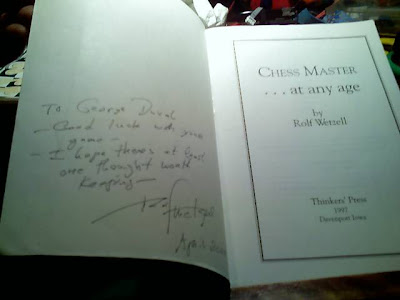 To George Duval
- Good luck with your
game -
- I hope there's at least
one thought worth
keeping -
April
CHESS MASTER
...at any age
by
Rolf Wetzell
Thinkers' Press
1997
Davenport Iowa